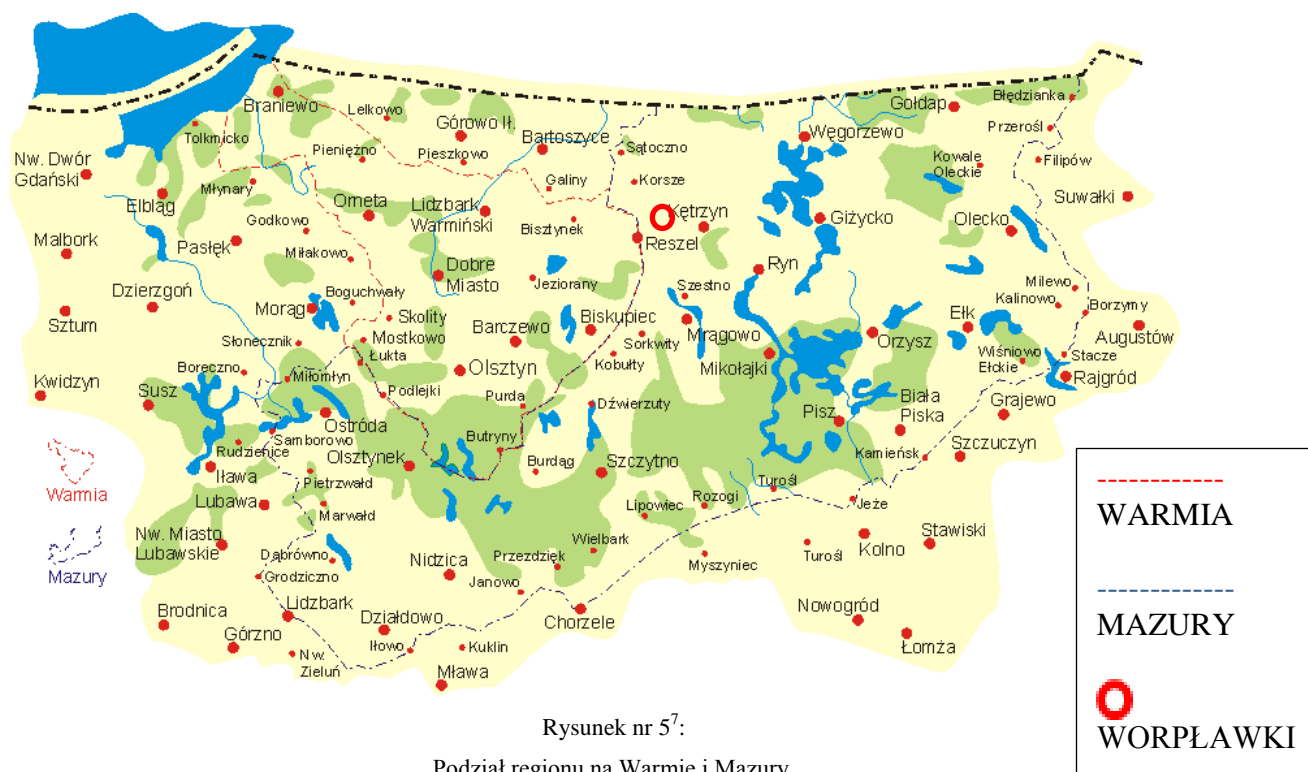 Braniewo
Lelkowo
Gołdap
Błędzianka
Tolkmicko
Górowo Ił.
Bartoszyce
Węgorzewo
Przerośl
Pieniężno
Pieszkowo
Sątoczno
Nw. Dwór
Gdański
Kowale
Oleckie
Filipów
Młynary
Galiny
Korsze
Elbląg
Suwałki
Orneta
Lidzbark
Warmiński
Kętrzyn
Giżycko
Olecko
Godkowo
Bisztynek
Malbork
Pasłęk
Reszel
Miłakowo
Dobre
Miasto
Ryn
Dzierzgoń
Jeziorany
Szestno
Milewo
Boguchwały
Kalinowo
Borzymy
Sztum
Morąg
Skolity
Barczewo
Biskupiec
Mrągowo
Ełk
Augustów
Słonecznik
Mostkowo
Sorkwity
Orzysz
Łukta
Kobułty
Mikołajki
Wiśniowo
Ełckie
Stacze
Boreczno
Miłomłyn
Olsztyn
Rajgród
Kwidzyn
Susz
Podlejki
Purda
Dźwierzuty
Biała
Piska
Pisz
Grajewo
Ostróda
Samborowo
Butryny
Rudzienice
Olsztynek
Burdąg
Szczytno
Kamieńsk
Szczuczyn
Warmia
Iława
Pietrzwałd
Turośl
Lubawa
Marwałd
Lipowiec
Rozogi
Jeże
Nw. Miasto
Lubawskie
Wielbark
Kolno
Stawiski
Dąbrówno
Nidzica
Przezdzięk
Myszyniec
Turośl
Mazury
Grodziczno
Janowo
Brodnica
Lidzbark
Działdowo
Chorzele
Nowogród
Górzno
Nw.
Zieluń
Iłowo
Kuklin
Łomża
Mława
WARMIA
MAZURY
WORPŁAWKI
Rysunek nr 5⁷:
Podział regionu na Warmię i Mazury